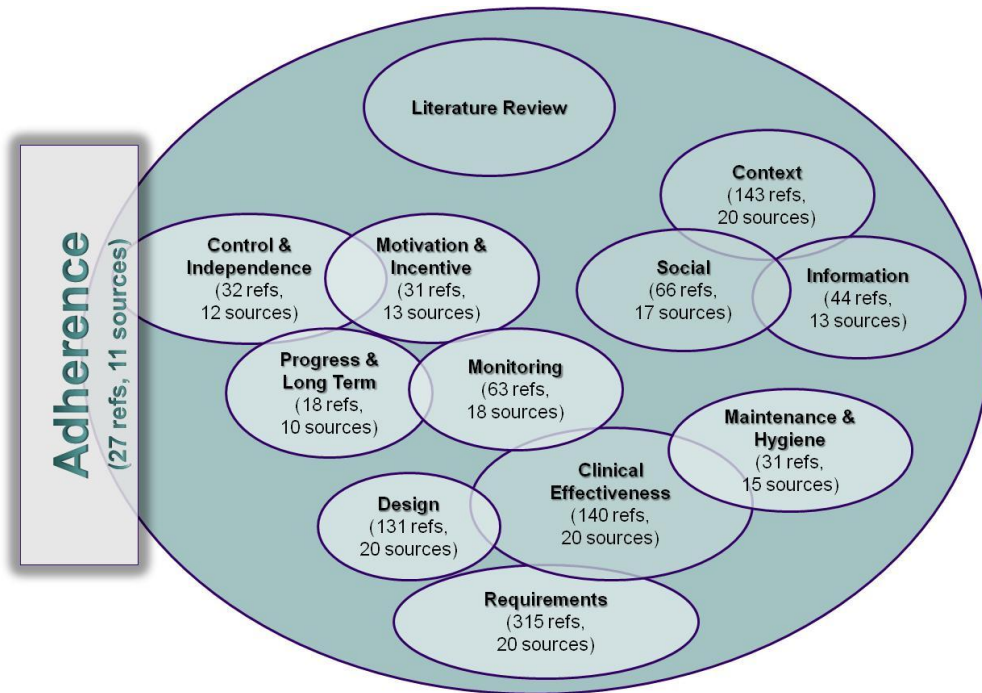 Adherence
(27 refs, 11 sources)
Literature Review
Context
(143 refs,
20 sources)
Control &
Independence
(32 refs,
12 sources)
Motivation &
Incentive
(31 refs,
13 sources)
Social
(66 refs,
17 sources)
Information
(44 refs,
13 sources)
Progress &
Long Term
(18 refs,
10 sources)
Monitoring
(63 refs,
18 sources)
Maintenance &
Hygiene
(31 refs,
15 sources)
Design
(131 refs,
20 sources)
Clinical
Effectiveness
(140 refs,
20 sources)
Requirements
(315 refs,
20 sources)